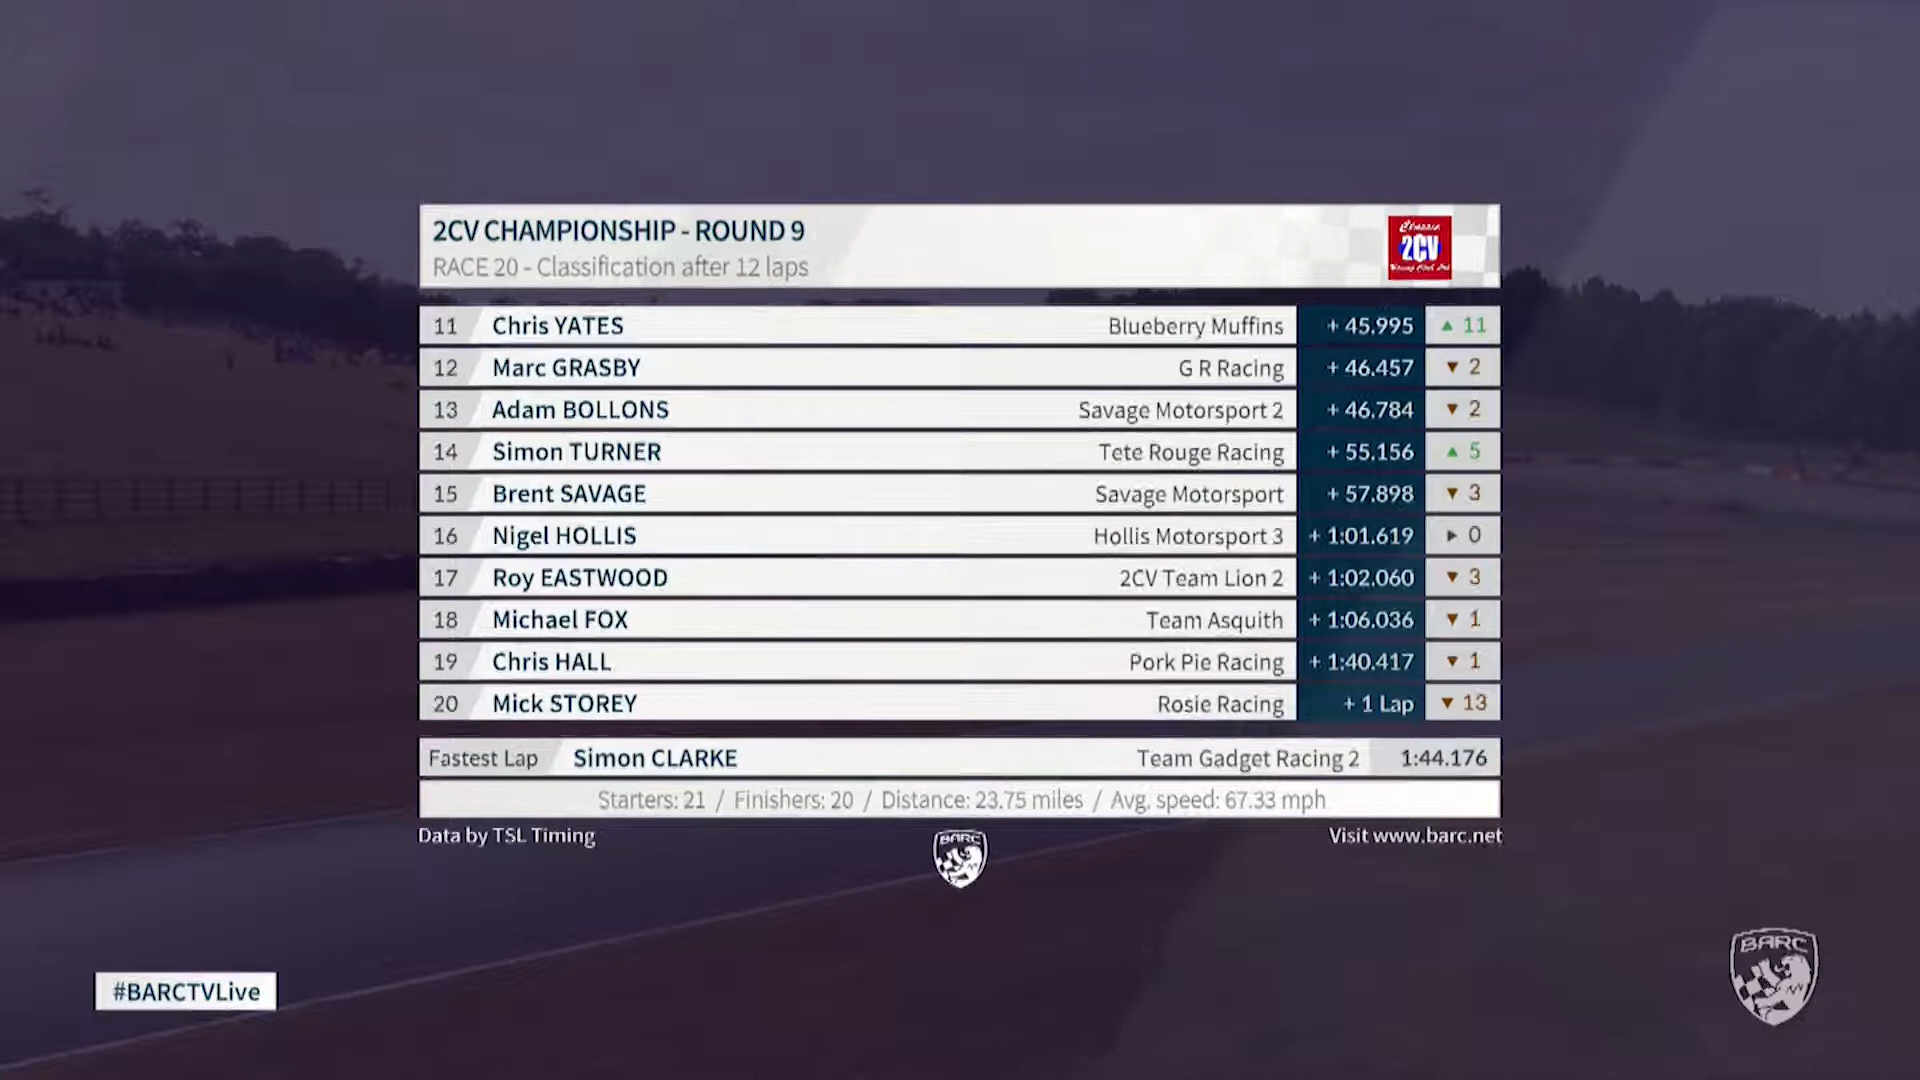 2CV CHAMPIONSHIP - ROUND 9
RACE 20 - Classification after 12 laps
2CV
11 Chris YATES Blueberry Muffins + 45.995 ▲ 11
12 Marc GRASBY G R Racing + 46.457 ▼ 2
13 Adam BOLLONS Savage Motorsport 2 + 46.784 ▼ 2
14 Simon TURNER Tete Rouge Racing + 55.156 ▲ 5
15 Brent SAVAGE Savage Motorsport + 57.898 ▼ 3
16 Nigel HOLLIS Hollis Motorsport 3 + 1:01.619 ► 0
17 Roy EASTWOOD 2CV Team Lion 2 + 1:02.060 ▼ 3
18 Michael FOX Team Asquith + 1:06.036 ▼ 1
19 Chris HALL Pork Pie Racing + 1:40.417 ▼ 1
20 Mick STOREY Rosie Racing + 1 Lap ▼ 13
Fastest Lap Simon CLARKE Team Gadget Racing 2 1:44.176
Starters: 21 / Finishers: 20 / Distance: 23.75 miles / Avg. speed: 67.33 mph
Data by TSL Timing
BARC
Visit www.barc.net
#BARCTVLive
BARC